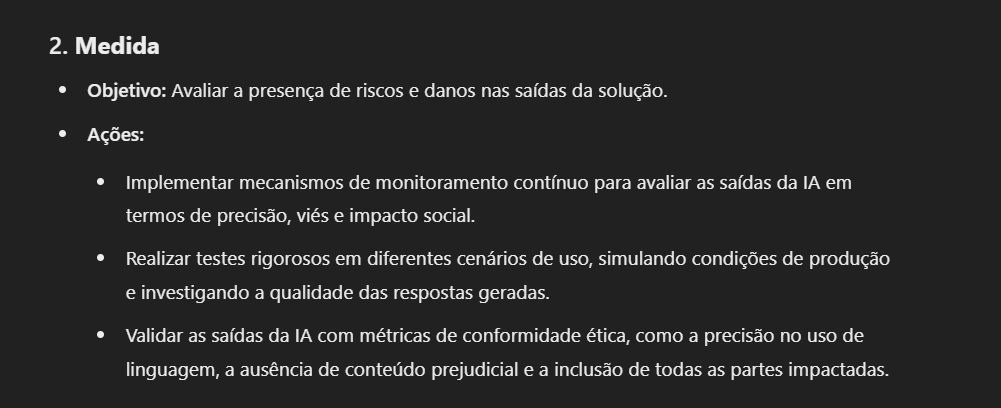 2. Medida
• Objetivo: Avaliar a presença de riscos e danos nas saídas da solução.
• Ações:
• Implementar mecanismos de monitoramento contínuo para avaliar as saídas da IA em
termos de precisão, viés e impacto social.
• Realizar testes rigorosos em diferentes cenários de uso, simulando condições de produção
e investigando a qualidade das respostas geradas.
• Validar as saídas da IA com métricas de conformidade ética, como a precisão no uso de
linguagem, a ausência de conteúdo prejudicial e a inclusão de todas as partes impactadas.